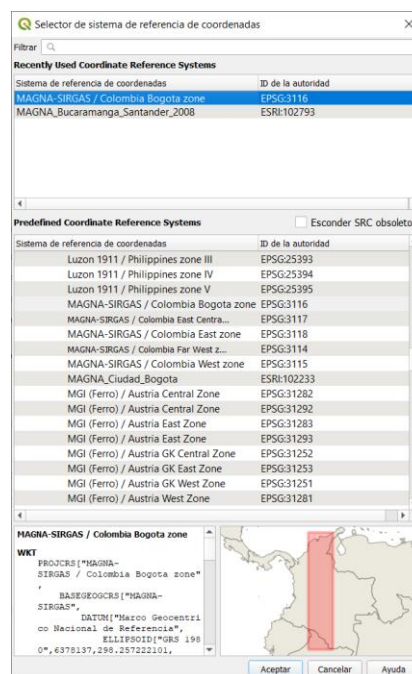 Selector de sistema de referencia de coordenadas
Filtrar
Recently Used Coordinate Reference Systems
Sistema de referencia de coordenadas ID de la autoridad
MAGNA-SIRGAS / Colombia Bogota zone EPSG:3116
MAGNA_Bucaramanga_Santander_2008 ESRI:102793
Predefined Coordinate Reference Systems Esconder SRC obsoleto
Sistema de referencia de coordenadas ID de la autoridad
Luzon 1911 / Philippines zone III EPSG:25393
Luzon 1911 / Philippines zone IV EPSG:25394
Luzon 1911 / Philippines zone V EPSG:25395
MAGNA-SIRGAS / Colombia Bogota zone EPSG:3116
MAGNA-SIRGAS / Colombia East Centra... EPSG:3117
MAGNA-SIRGAS / Colombia East zone EPSG:3118
MAGNA-SIRGAS / Colombia Far West z... EPSG:3114
MAGNA-SIRGAS / Colombia West zone EPSG:3115
MAGNA_Ciudad_Bogota ESRI:102233
MGI (Ferro) / Austria Central Zone EPSG:31282
MGI (Ferro) / Austria Central Zone EPSG:31292
MGI (Ferro) / Austria East Zone EPSG:31283
MGI (Ferro) / Austria East Zone EPSG:31293
MGI (Ferro) / Austria GK Central Zone EPSG:31252
MGI (Ferro) / Austria GK East Zone EPSG:31253
MGI (Ferro) / Austria GK West Zone EPSG:31251
MGI (Ferro) / Austria West Zone EPSG:31281
MAGNA-SIRGAS / Colombia Bogota zone
WKT
PROJCRS["MAGNA-
SIRGAS / Colombia Bogota zone"
,
BASEGEOGCRS["MAGNA-
SIRGAS",
DATUM["Marco Geocentri
co Nacional de Referencia",
ELLIPSOID["GRS 198
0",6378137,298.257222101,
Aceptar Cancelar Ayuda